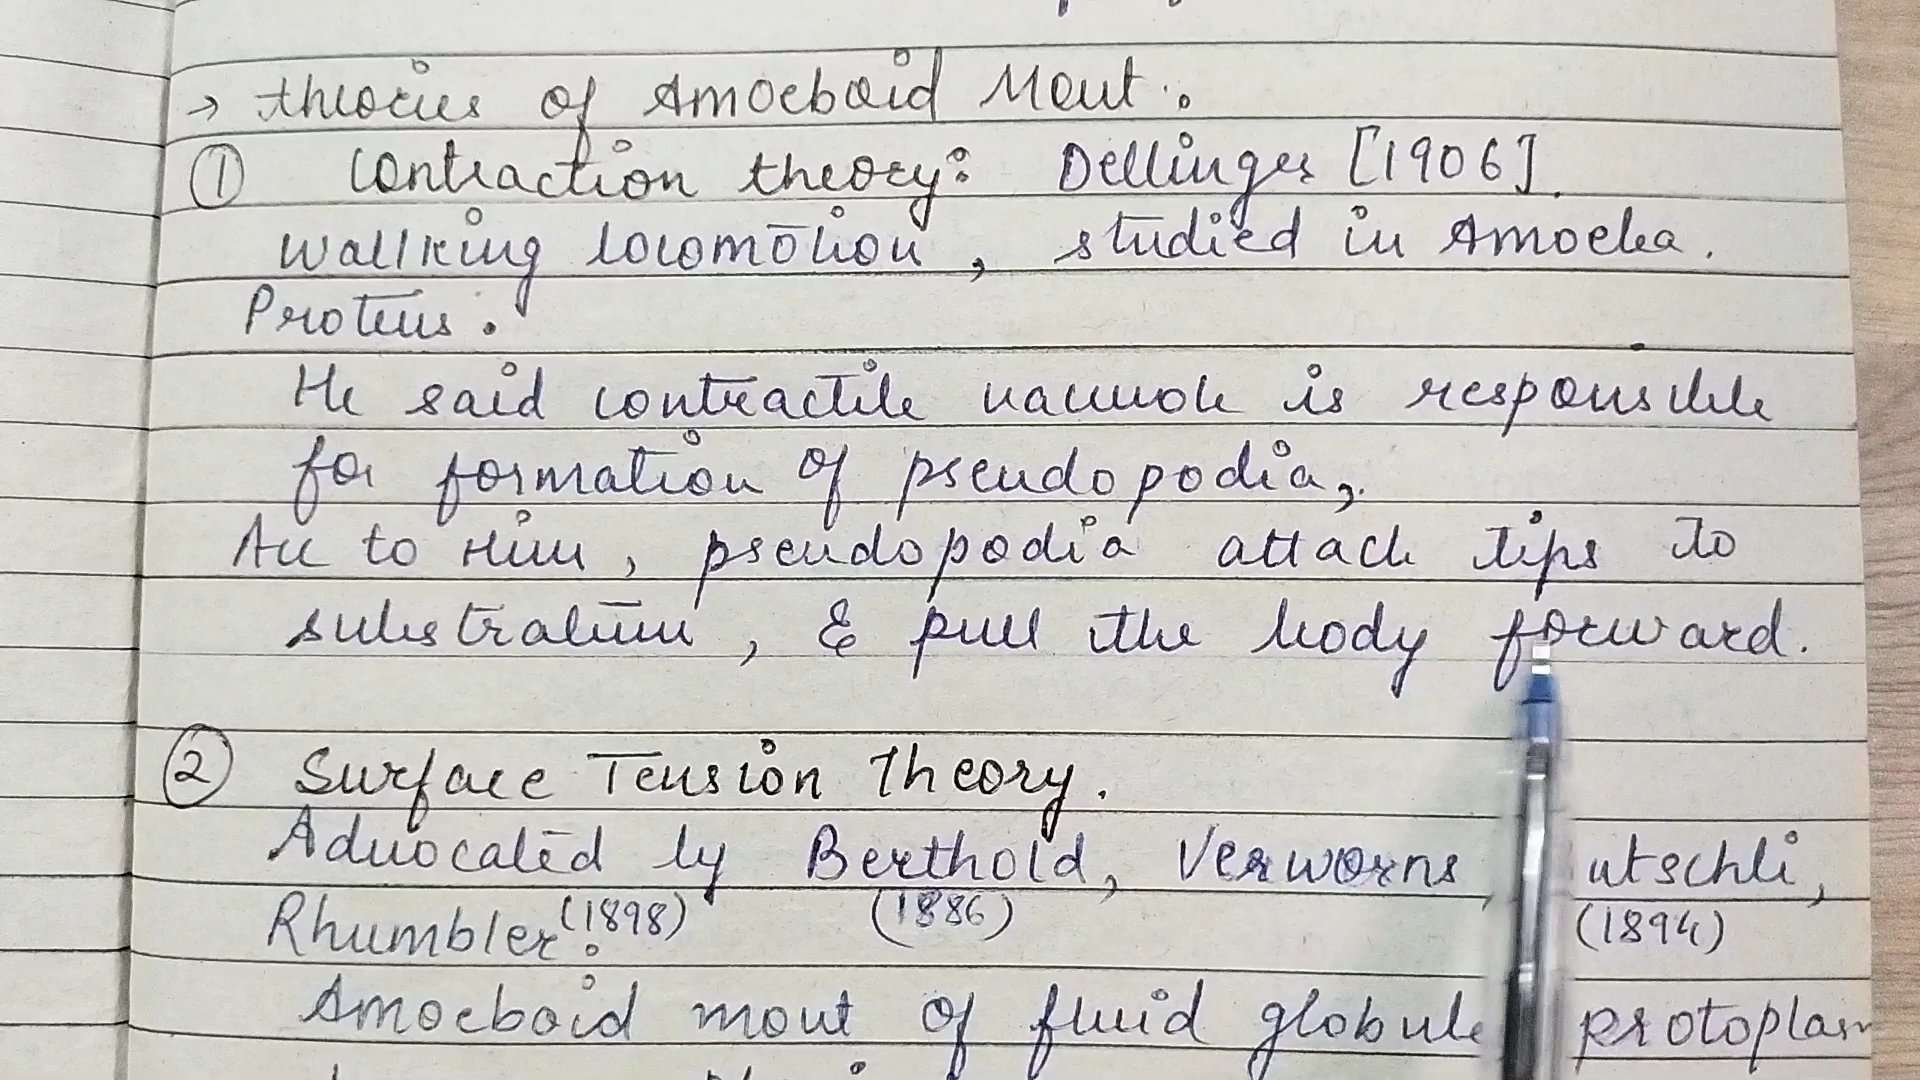 → theories of Amoeboid Mout.
① Contraction theory: Dellinger [1906].
Walking locomotion, studied in Amoeba.
Proteus.
He said contractile vacuole is responsible
for formation of pseudopodia,.
Acc to Him, pseudopodia attach tips to
substratum, & pull the body forward.
② Surface Tension Theory.
Advocated by Berthold, Verworns, utschli,
Rhumbler: (1898) (1886) (1894)
Amoeboid mout of fluid globule protoplasm